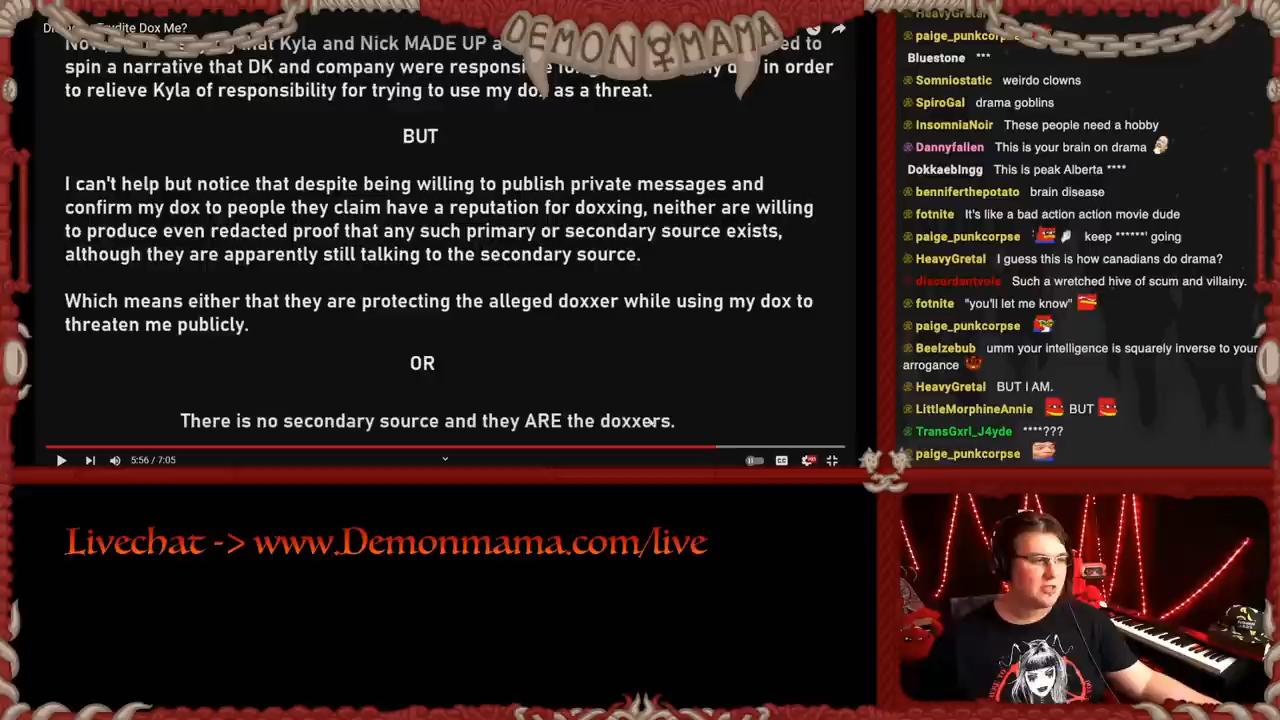 Erudite Dox Me?
DEMON MAMA
that Kyla and Nick MADE UP a
spin a narrative that DK and company were in order
to relieve Kyla of responsibility for trying to use my as a threat.
BUT
I can't help but notice that despite being willing to publish private messages and
confirm my dox to people they claim have a reputation for doxxing, neither are willing
to produce even redacted proof that any such primary or secondary source exists,
although they are apparently still talking to the secondary source.
Which means either that they are protecting the alleged doxxer while using my dox to
threaten me publicly.
OR
There is no secondary source and they ARE the doxxers.
5:56 / 7:05
CC
Livechat -> www.Demonmama.com/live
HeavyGretal
paige_punkcorpse
Bluestone ***
Somniostatic weirdo clowns
SpiroGal drama goblins
InsomniaNoir These people need a hobby
Dannyfallen This is your brain on drama
Dokkaebingg This is peak Alberta ****
benniferthepotato brain disease
fotnite It's like a bad action action movie dude
paige_punkcorpse keep ******' going
HeavyGretal I guess this is how canadians do drama?
discordantvols Such a wretched hive of scum and villainy.
fotnite "you'll let me know"
paige_punkcorpse
Beelzebub umm your intelligence is squarely inverse to your
arrogance
HeavyGretal BUT I AM.
LittleMorphineAnnie BUT
TransGxrl_J4yde ****???
paige_punkcorpse